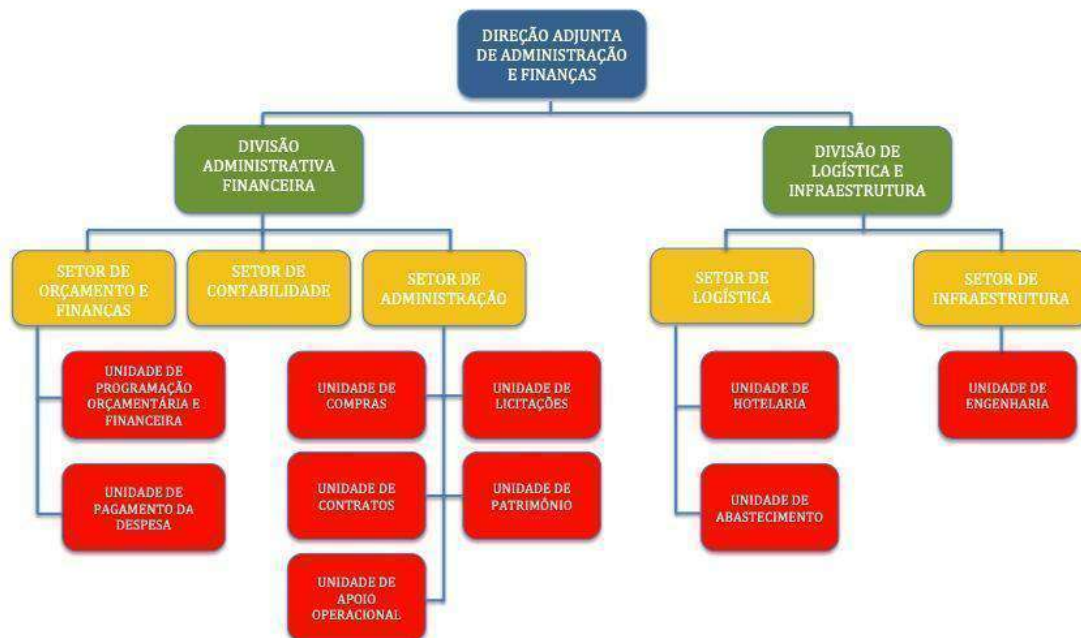 DIREÇÃO ADJUNTA
DE ADMINISTRAÇÃO
E FINANÇAS
DIVISÃO
ADMINISTRATIVA
FINANCEIRA
DIVISÃO DE
LOGÍSTICA E
INFRAESTRUTURA
SETOR DE
ORÇAMENTO E
FINANÇAS
SETOR DE
CONTABILIDADE
SETOR DE
ADMINISTRAÇÃO
SETOR DE
LOGÍSTICA
SETOR DE
INFRAESTRUTURA
UNIDADE DE
PROGRAMAÇÃO
ORÇAMENTÁRIA E
FINANCEIRA
UNIDADE DE
COMPRAS
UNIDADE DE
LICITAÇÕES
UNIDADE DE
HOTELARIA
UNIDADE DE
ENGENHARIA
UNIDADE DE
PAGAMENTO DA
DESPESA
UNIDADE DE
CONTRATOS
UNIDADE DE
PATRIMÔNIO
UNIDADE DE
ABASTECIMENTO
UNIDADE DE
APOIO
OPERACIONAL